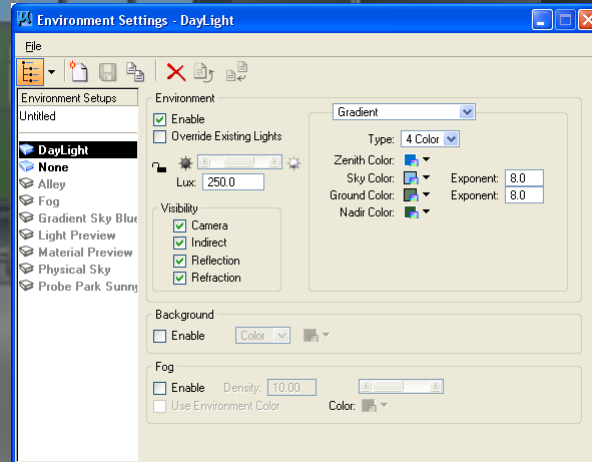 Environment Settings - DayLight
File
Environment Setups
Untitled
DayLight
None
Alley
Fog
Gradient Sky Blue
Light Preview
Material Preview
Physical Sky
Probe Park Sunny
Environment
Enable
Override Existing Lights
Lux: 250.0
Visibility
Camera
Indirect
Reflection
Refraction
Gradient
Type: 4 Color
Zenith Color:
Sky Color: Exponent: 8.0
Ground Color: Exponent: 8.0
Nadir Color:
Background
Enable Color
Fog
Enable Density: 10.00
Use Environment Color Color: